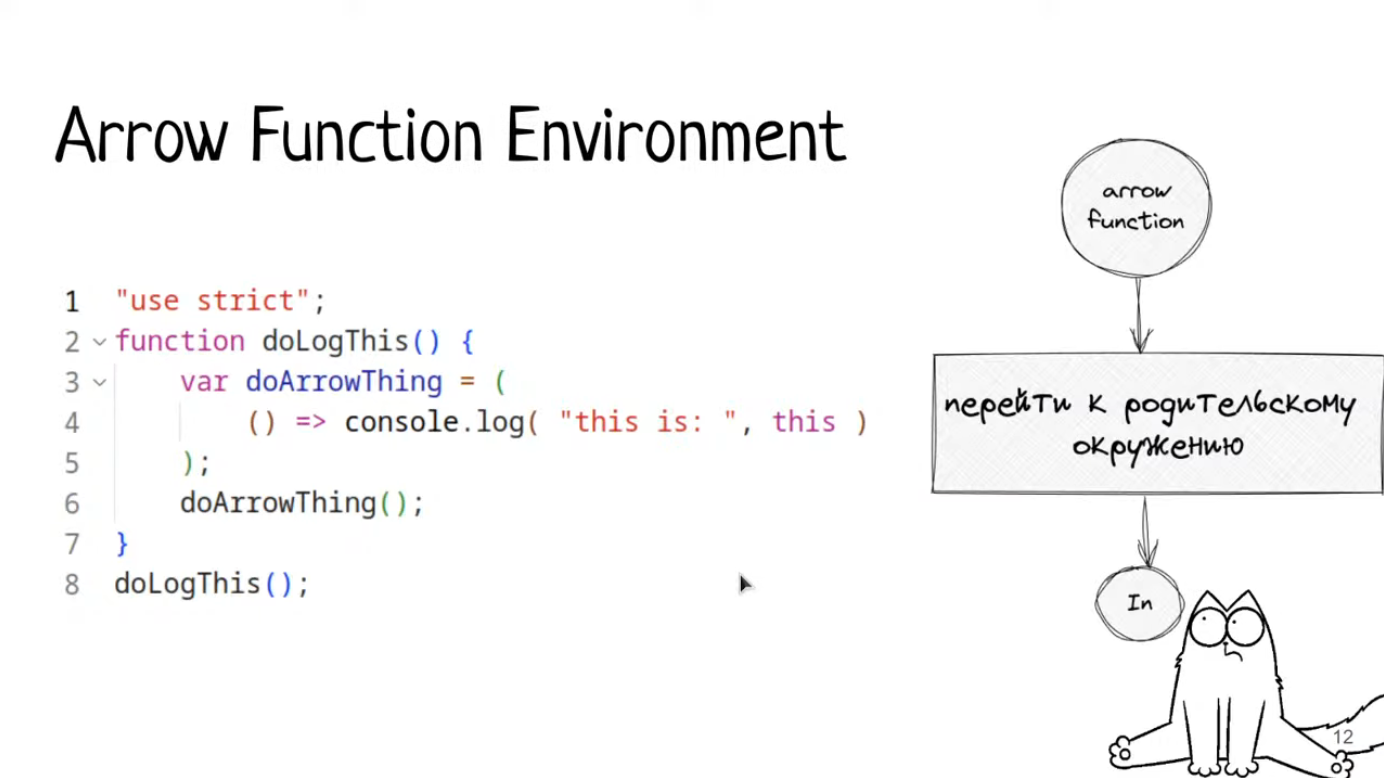 Arrow Function Environment
arrow
function
1 "use strict";
2 function doLogThis() {
3 var doArrowThing = (
4 () => console.log( "this is: ", this )
5 );
6 doArrowThing();
7 }
8 doLogThis();
перейти к родительскому
окружению
In
12